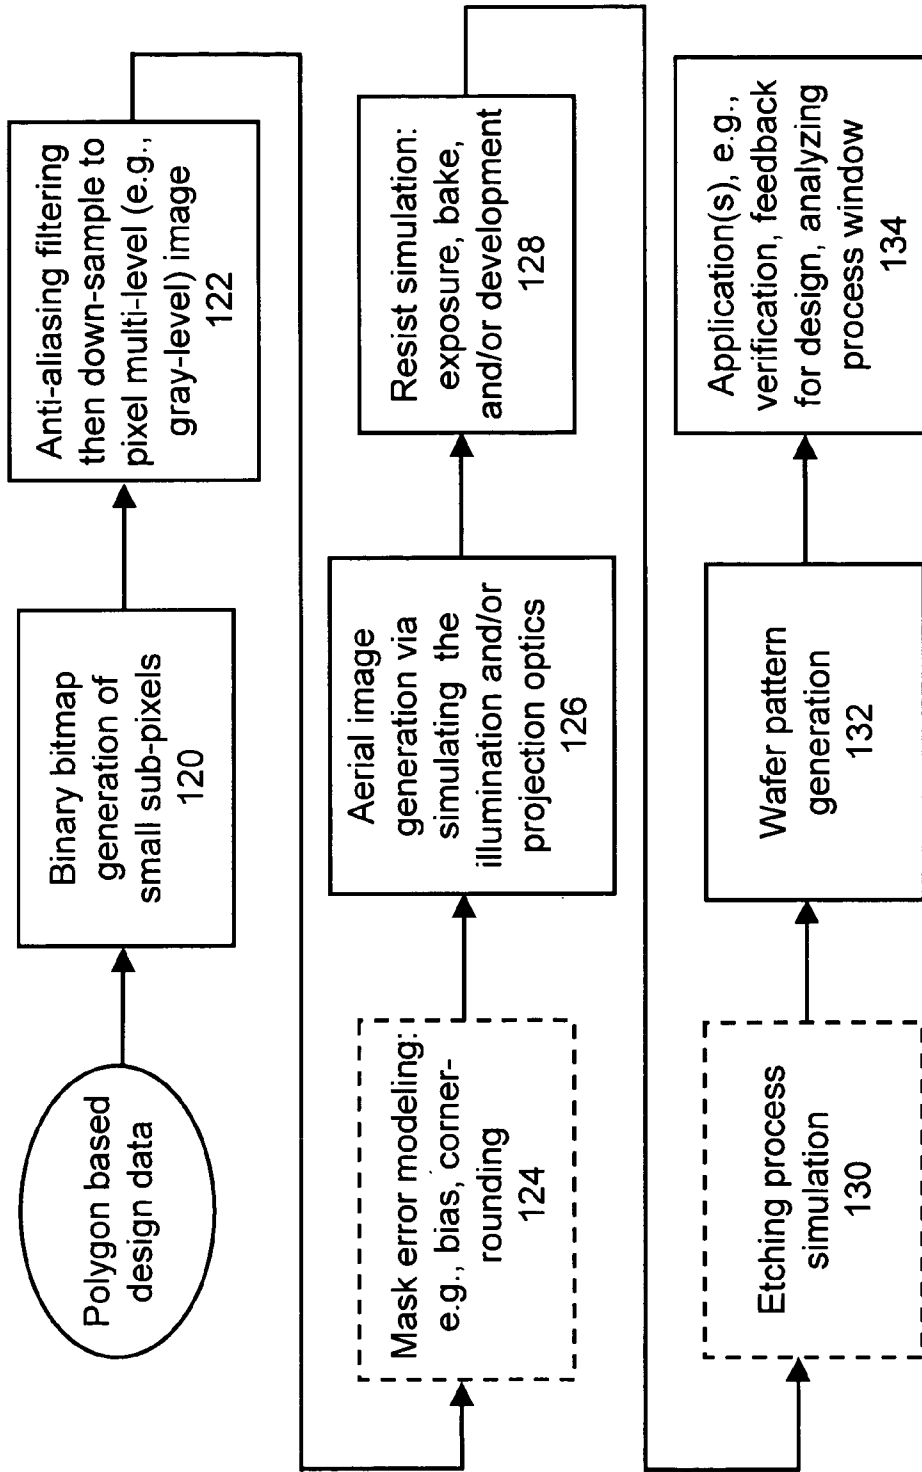 Polygon based
design data
Binary bitmap
generation of
small sub-pixels
120
Anti-aliasing filtering
then down-sample to
pixel multi-level (e.g.,
gray-level) image
122
Mask error modeling:
e.g., bias, corner-
rounding
124
Aerial image
generation via
simulating the
illumination and/or
projection optics
126
Resist simulation:
exposure, bake,
and/or development
128
Etching process
simulation
130
Wafer pattern
generation
132
Application(s), e.g.,
verification, feedback
for design, analyzing
process window
134